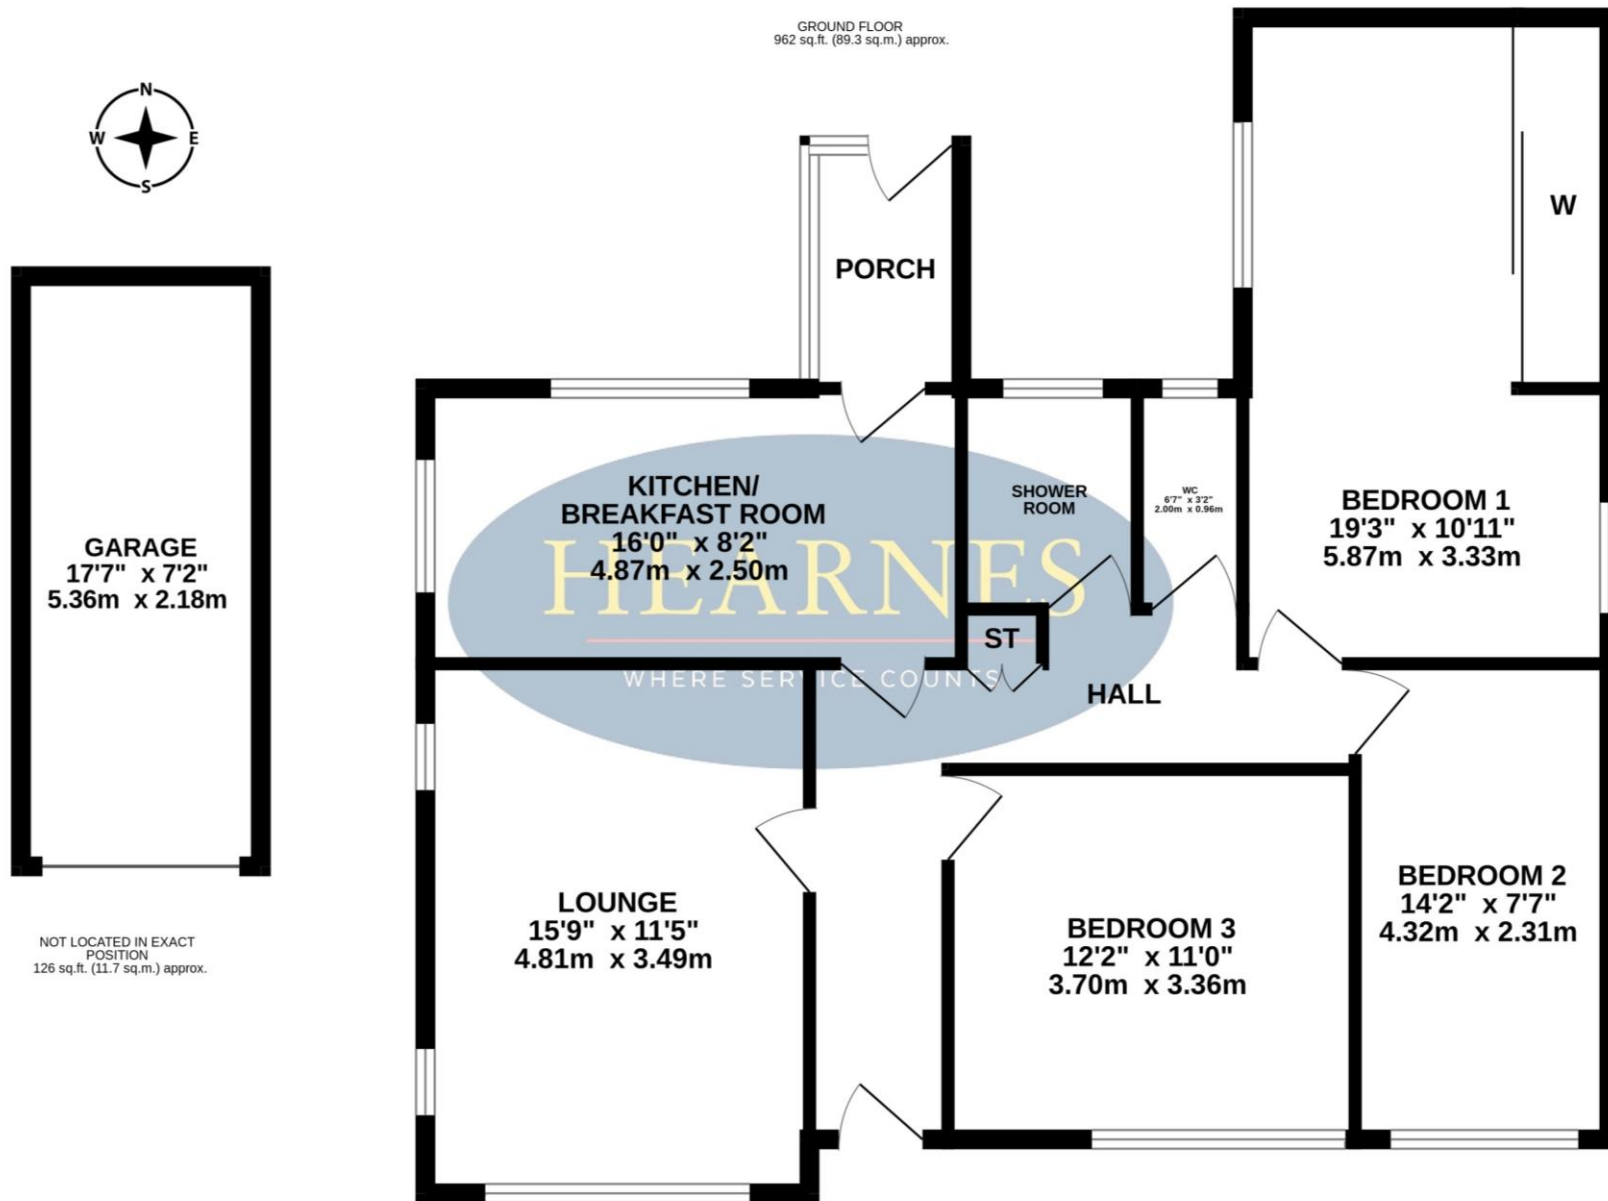 GROUND FLOOR
962 sq.ft. (89.3 sq.m.) approx.
N
W
E
S
PORCH
W
GARAGE
17'7" x 7'2"
5.36m x 2.18m
NOT LOCATED IN EXACT
POSITION
126 sq.ft. (11.7 sq.m.) approx.
KITCHEN/
BREAKFAST ROOM
16'0" x 8'2"
4.87m x 2.50m
SHOWER
ROOM
WC
6'7" x 3'2"
2.00m x 0.96m
BEDROOM 1
19'3" x 10'11"
5.87m x 3.33m
HEARNES
WHERE SERVICE COUNTS
ST
HALL
LOUNGE
15'9" x 11'5"
4.81m x 3.49m
BEDROOM 3
12'2" x 11'0"
3.70m x 3.36m
BEDROOM 2
14'2" x 7'7"
4.32m x 2.31m